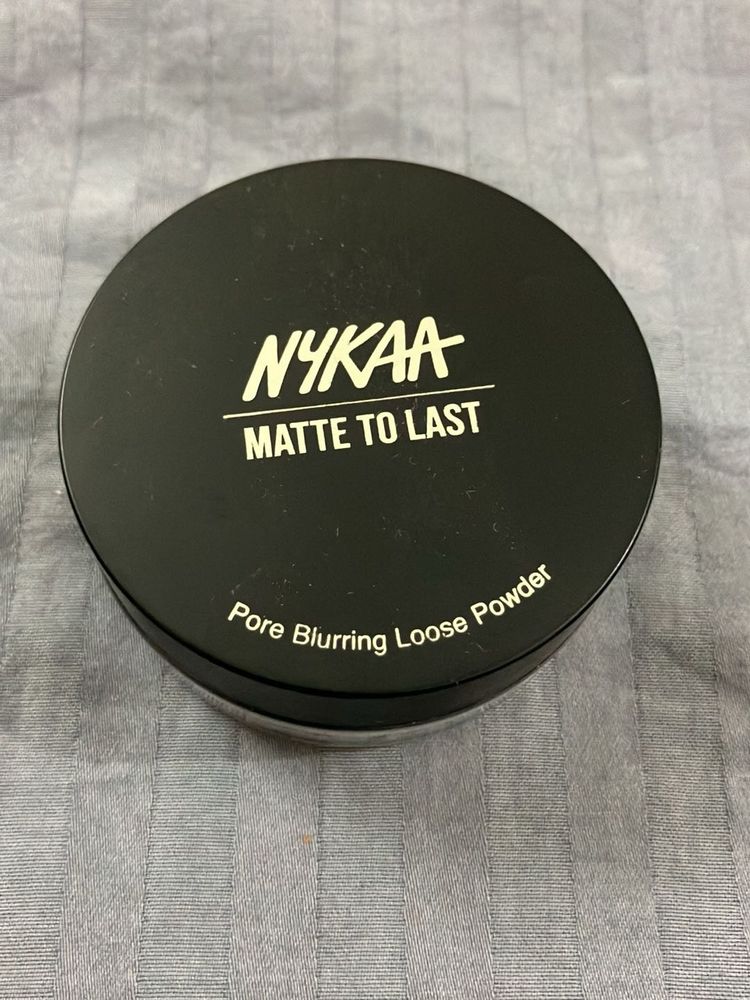 NYKAA
MATTE TO LAST
Pore Blurring Loose Powder